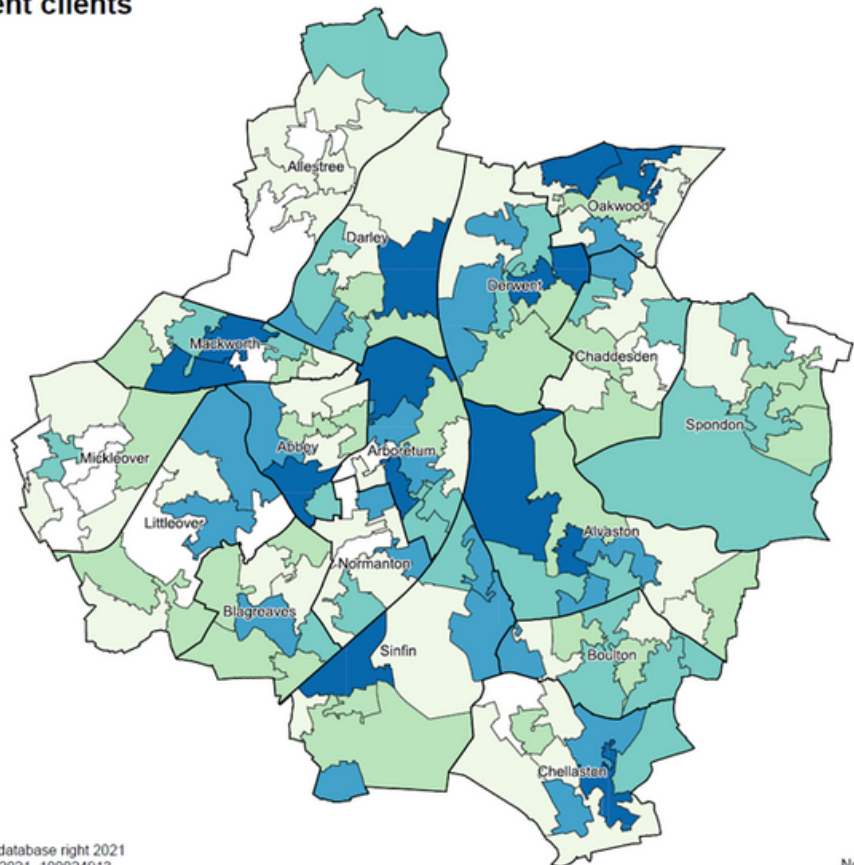 ent clients
Allestree
Oakwood
Darley
Derwent
Mackworth
Chaddesden
Spondon
Abbey
Arboretum
Mickleover
Littleover
Alvaston
Normanton
Blagreaves
Sinfin
Boulton
Chellaston
database right 2021